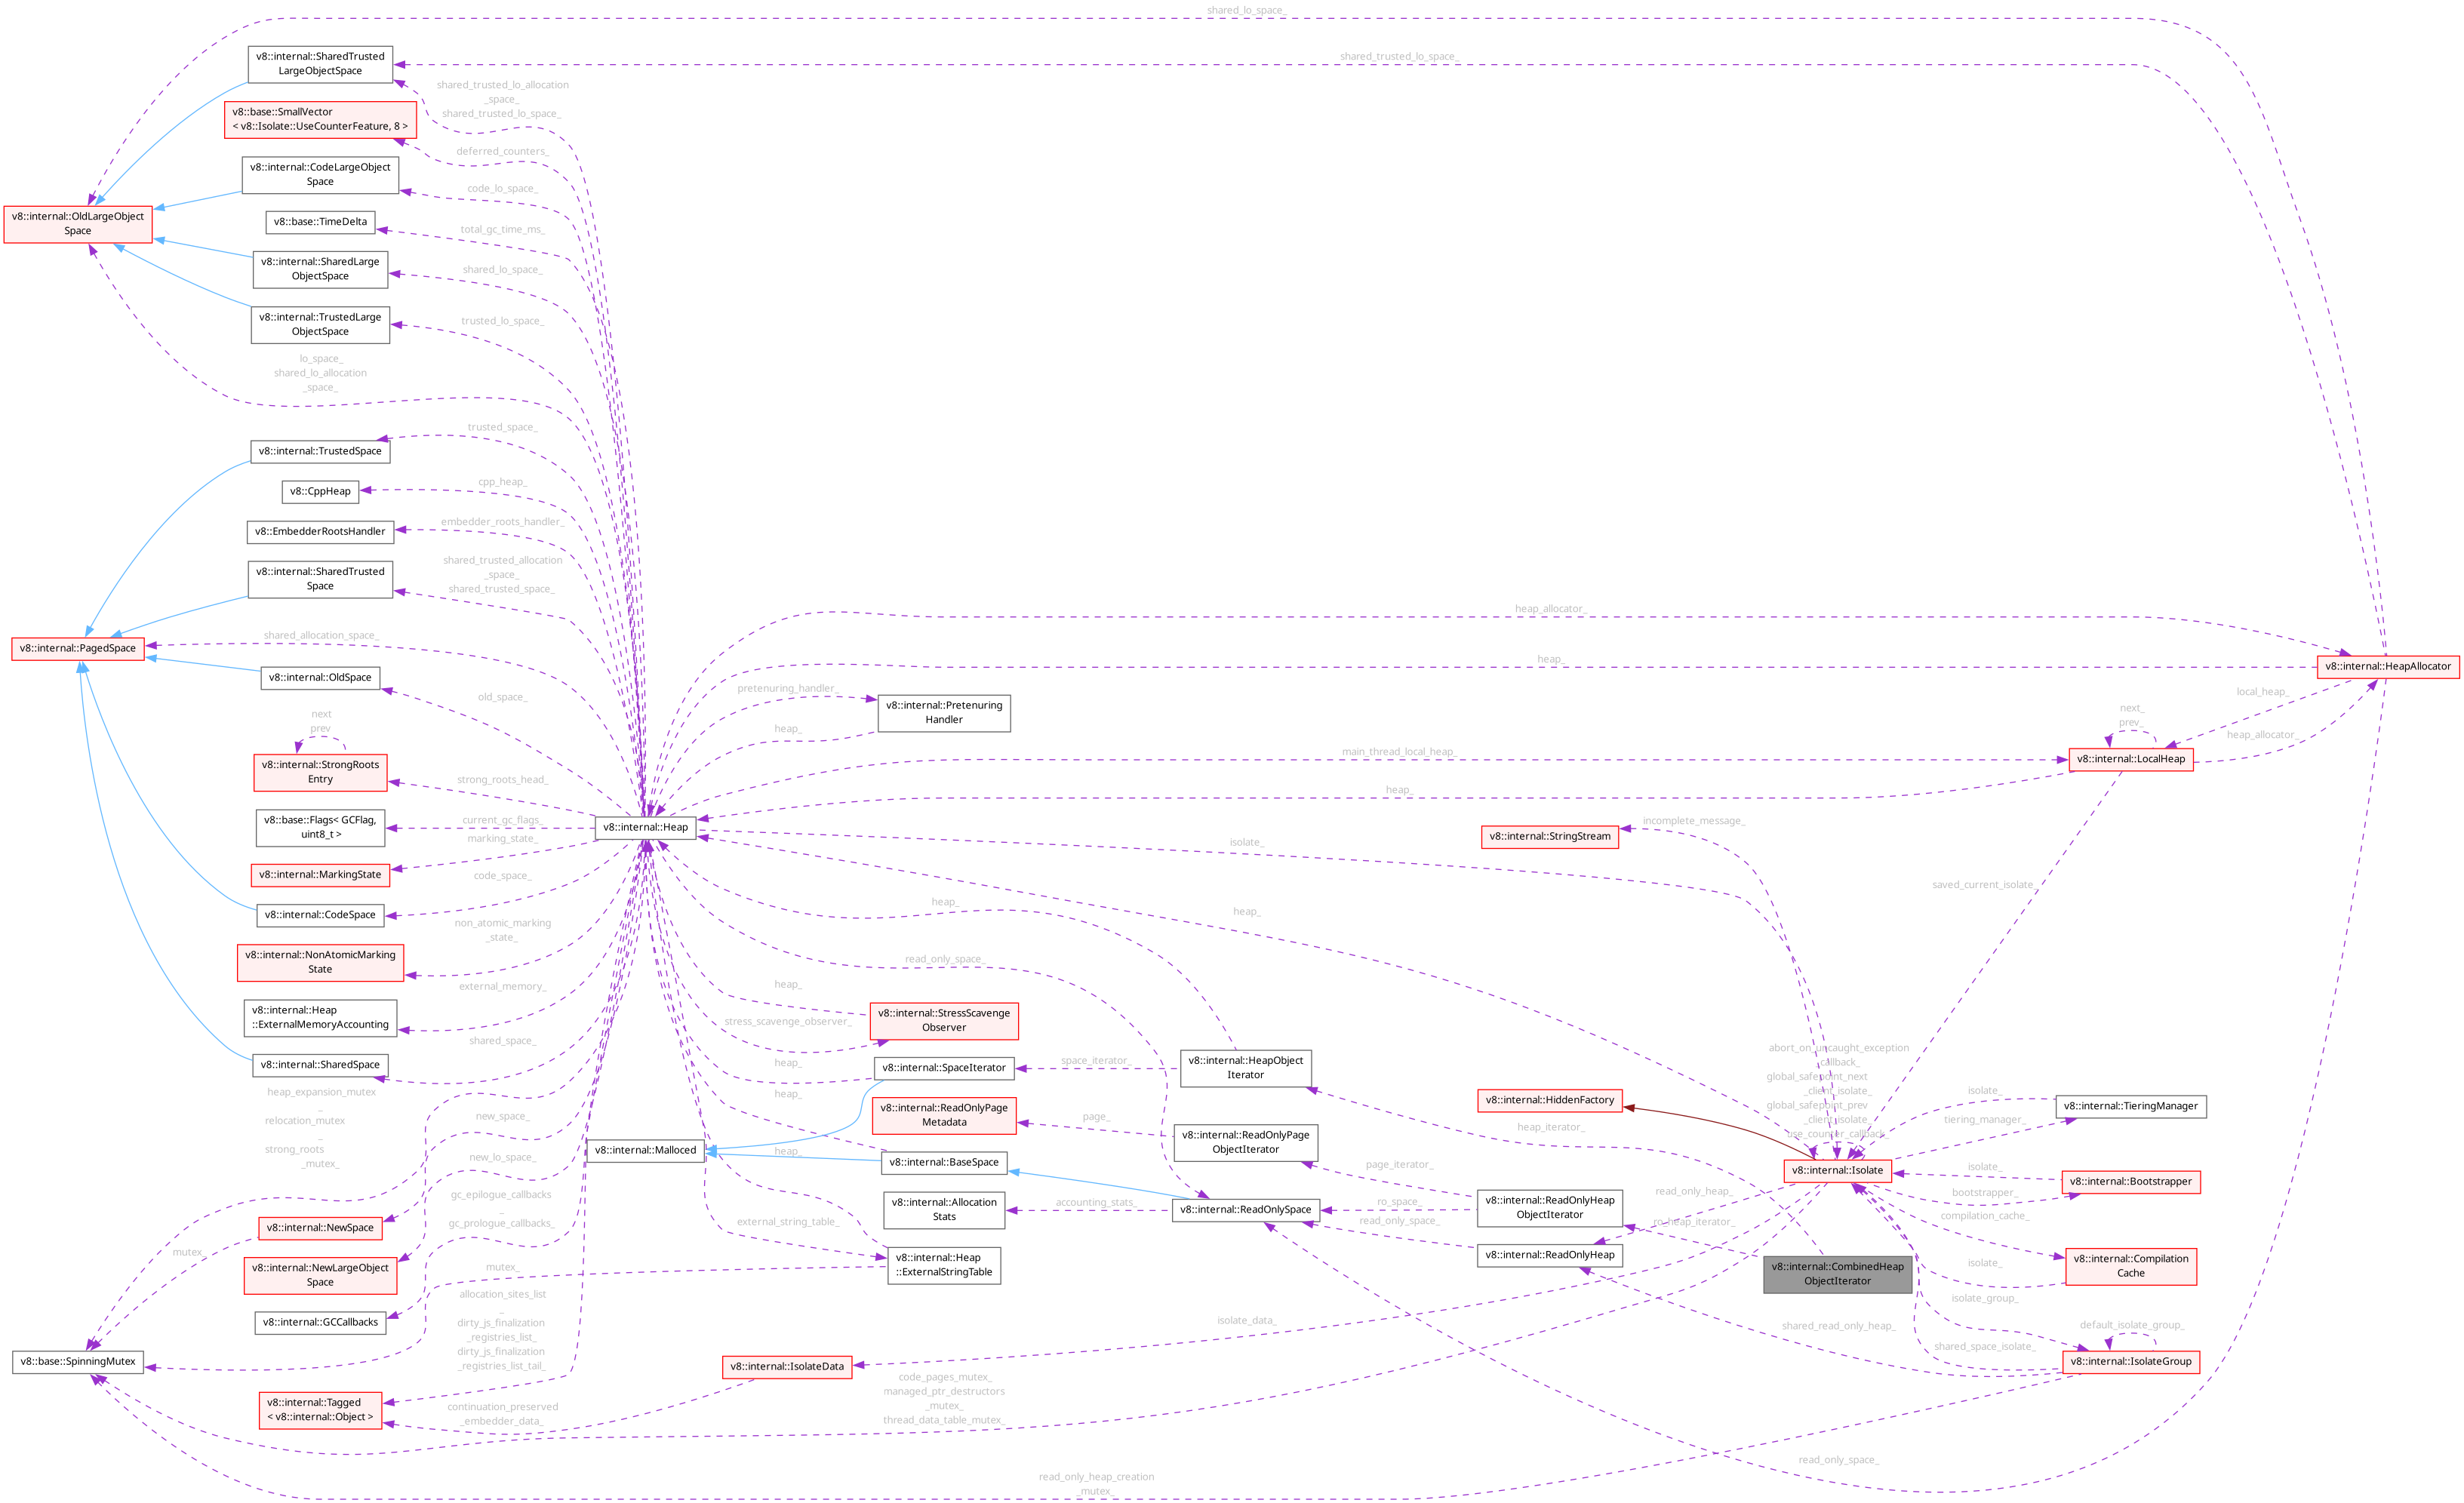 shared_lo_space_
v8::internal::SharedTrusted
LargeObjectSpace
shared_trusted_lo_space_
shared_trusted_lo_allocation
_space_
shared_trusted_lo_space_
v8::base::SmallVector
< v8::Isolate::UseCounterFeature, 8 >
deferred_counters_
v8::internal::CodeLargeObject
Space
code_lo_space_
v8::internal::OldLargeObject
Space
v8::base::TimeDelta
total_gc_time_ms_
v8::internal::SharedLarge
ObjectSpace
shared_lo_space_
v8::internal::TrustedLarge
ObjectSpace
trusted_lo_space_
lo_space_
shared_lo_allocation
_space_
v8::internal::TrustedSpace
trusted_space_
v8::CppHeap
cpp_heap_
v8::EmbedderRootsHandler
embedder_roots_handler_
v8::internal::SharedTrusted
Space
shared_trusted_allocation
_space_
shared_trusted_space_
heap_allocator_
v8::internal::PagedSpace
shared_allocation_space_
v8::internal::OldSpace
old_space_
heap_
v8::internal::HeapAllocator
pretenuring_handler_
v8::internal::Pretenuring
Handler
heap_
local_heap_
next_
prev_
heap_allocator_
next
prev
v8::internal::StrongRoots
Entry
strong_roots_head_
main_thread_local_heap_
v8::internal::LocalHeap
heap_
v8::base::Flags< GCFlag,
uint8_t >
current_gc_flags_
v8::internal::Heap
marking_state_
incomplete_message_
v8::internal::StringStream
isolate_
v8::internal::MarkingState
code_space_
saved_current_isolate_
v8::internal::CodeSpace
heap_
heap_
non_atomic_marking
_state_
v8::internal::NonAtomicMarking
State
read_only_space_
external_memory_
heap_
v8::internal::Heap
::ExternalMemoryAccounting
v8::internal::StressScavenge
Observer
stress_scavenge_observer_
shared_space_
v8::internal::SharedSpace
heap_
v8::internal::SpaceIterator
space_iterator_
v8::internal::HeapObject
Iterator
abort_on_uncaught_exception
_callback_
global_safepoint_next
_client_isolate_
global_safepoint_prev
_client_isolate_
use_counter_callback_
heap_expansion_mutex
_
relocation_mutex
_
strong_roots
_mutex_
new_space_
heap_
v8::internal::ReadOnlyPage
Metadata
page_
v8::internal::ReadOnlyPage
ObjectIterator
v8::internal::HiddenFactory
heap_iterator_
isolate_
v8::internal::TieringManager
tiering_manager_
v8::internal::Malloced
heap_
v8::internal::BaseSpace
new_lo_space_
page_iterator_
v8::internal::Isolate
isolate_
v8::internal::Bootstrapper
bootstrapper_
gc_epilogue_callbacks
_
gc_prologue_callbacks_
v8::internal::Allocation
Stats
accounting_stats_
v8::internal::ReadOnlySpace
ro_space_
v8::internal::ReadOnlyHeap
ObjectIterator
read_only_heap_
ro_heap_iterator_
compilation_cache_
v8::internal::NewSpace
mutex_
external_string_table_
read_only_space_
v8::internal::ReadOnlyHeap
v8::internal::NewLargeObject
Space
mutex_
v8::internal::Heap
::ExternalStringTable
v8::internal::CombinedHeap
ObjectIterator
isolate_
v8::internal::Compilation
Cache
allocation_sites_list
_
dirty_js_finalization
_registries_list_
dirty_js_finalization
_registries_list_tail_
v8::internal::GCCallbacks
isolate_group_
isolate_data_
shared_read_only_heap_
default_isolate_group_
shared_space_isolate_
v8::internal::IsolateGroup
v8::base::SpinningMutex
v8::internal::IsolateData
v8::internal::Tagged
< v8::internal::Object >
continuation_preserved
_embedder_data_
code_pages_mutex_
managed_ptr_destructors
_mutex_
thread_data_table_mutex_
read_only_space_
read_only_heap_creation
_mutex_